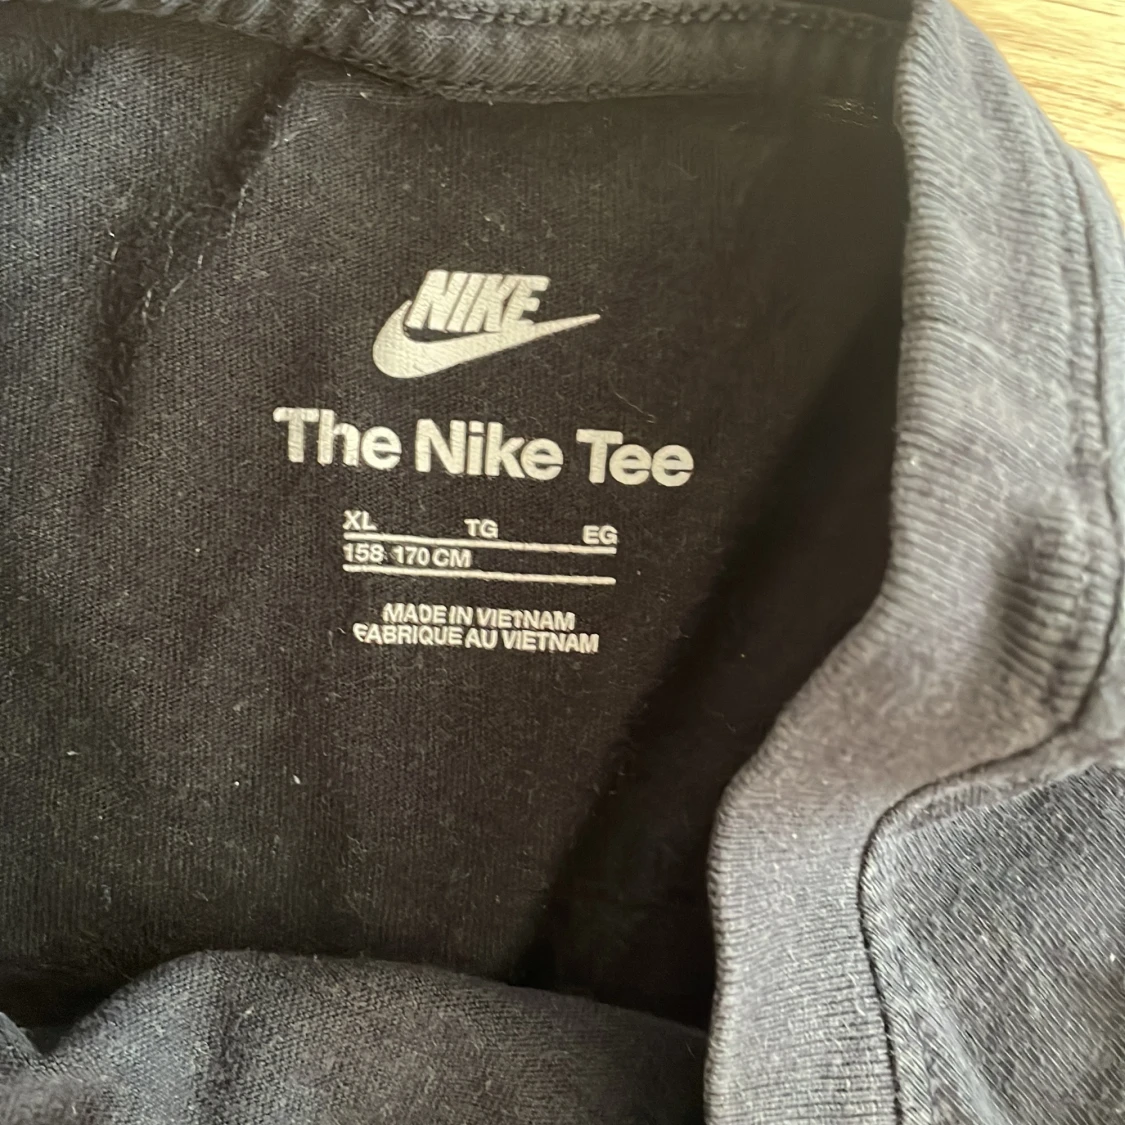 NIKE
The Nike Tee
XL TG EG
158-170 CM
MADE IN VIETNAM
FABRIQUE AU VIETNAM